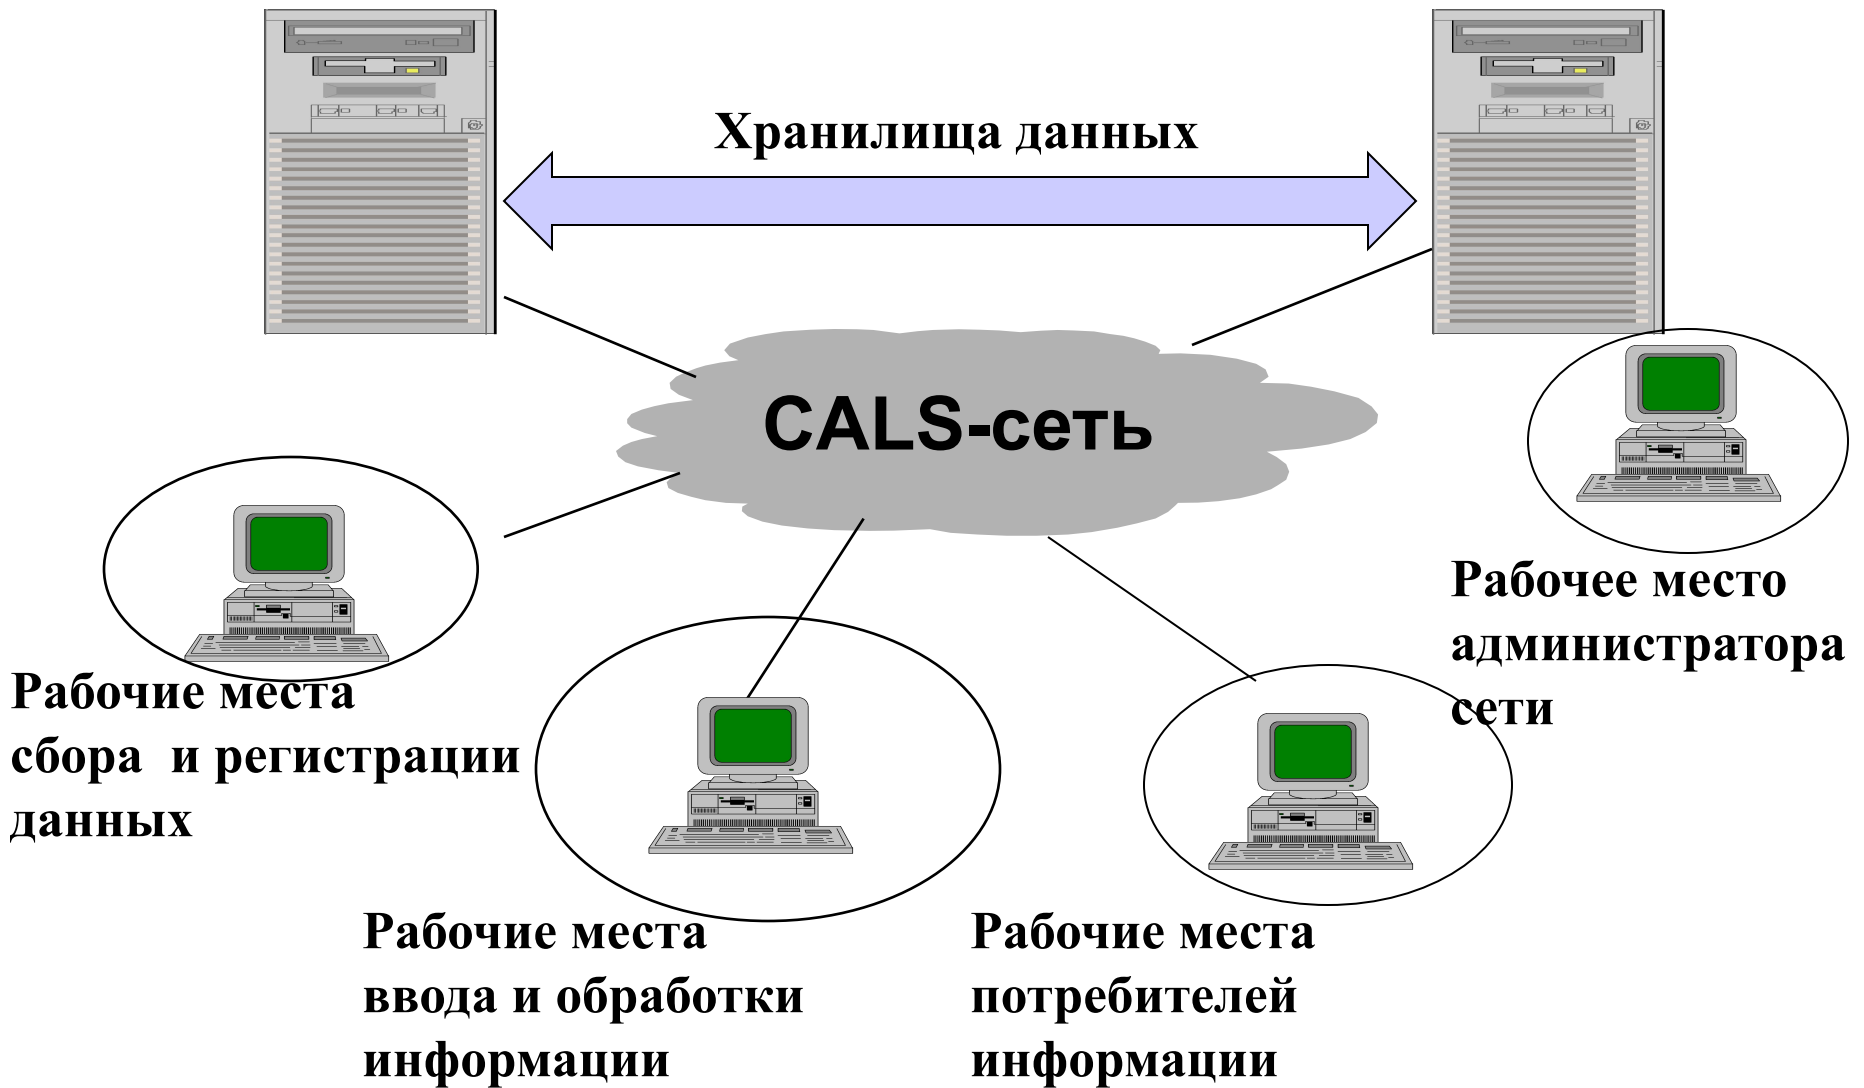 Хранилища данных
CALS-сеть
Рабочее место
администратора
сети
Рабочие места
сбора и регистрации
данных
Рабочие места
ввода и обработки
информации
Рабочие места
потребителей
информации